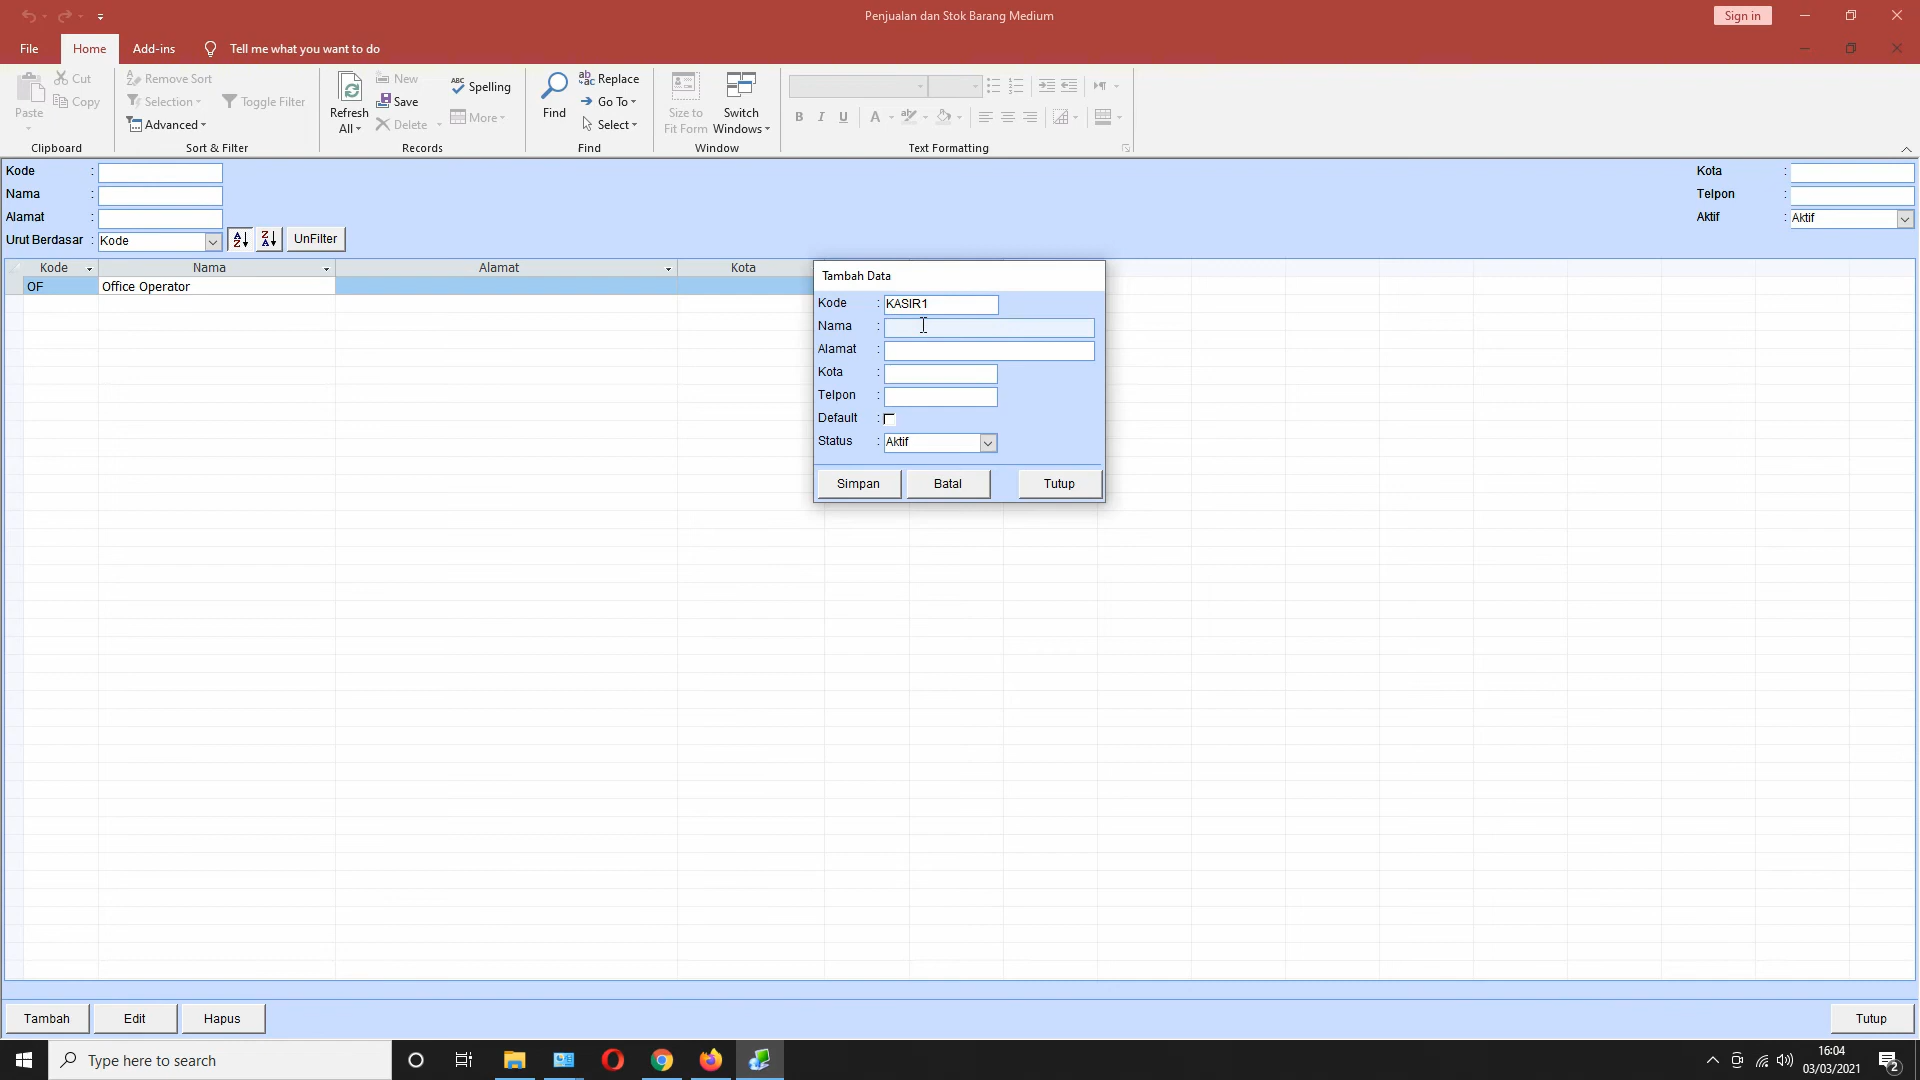 Penjualan dan Stok Barang Medium
Sign in
File Home Add-ins Tell me what you want to do
Paste
Cut
Copy
Clipboard
Remove Sort
Selection
Toggle Filter
Advanced
Sort & Filter
Refresh All
New
Save
Delete
Spelling
More
Records
Find
Replace
Go To
Select
Find
Size to Fit Form
Switch Windows
Window
B I U A
Text Formatting
Kode :
Nama :
Alamat :
Urut Berdasar : Kode
UnFilter
Kota :
Telpon :
Aktif : Aktif
Kode Nama Alamat Kota
OF Office Operator
Tambah Data
Kode : KASIR1
Nama :
Alamat :
Kota :
Telpon :
Default :
Status : Aktif
Simpan Batal Tutup
Tambah Edit Hapus Tutup
Type here to search
16:04
03/03/2021
2